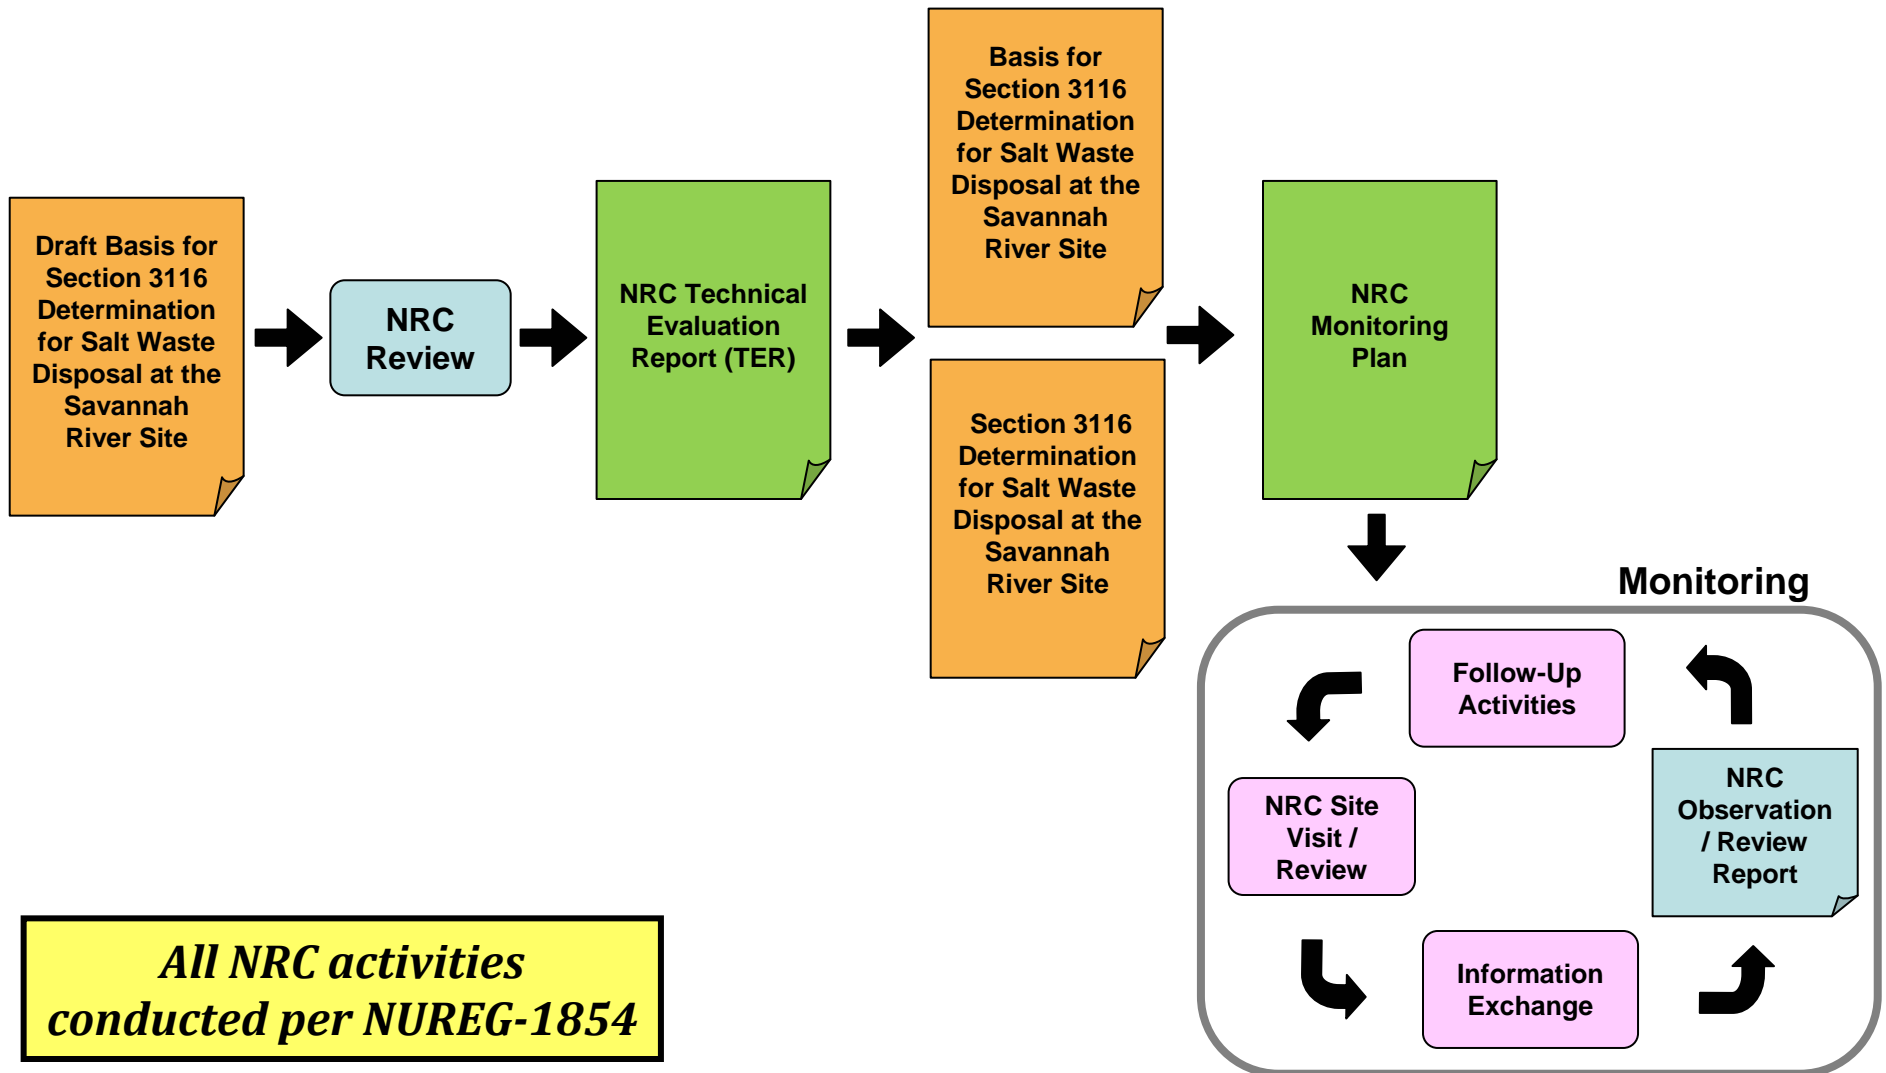 Draft Basis for
Section 3116
Determination
for Salt Waste
Disposal at the
Savannah
River Site
NRC
Review
NRC Technical
Evaluation
Report (TER)
Basis for
Section 3116
Determination
for Salt Waste
Disposal at the
Savannah
River Site
Section 3116
Determination
for Salt Waste
Disposal at the
Savannah
River Site
NRC
Monitoring
Plan
Monitoring
Follow-Up
Activities
NRC Site
Visit /
Review
Information
Exchange
NRC
Observation
/ Review
Report
All NRC activities
conducted per NUREG-1854